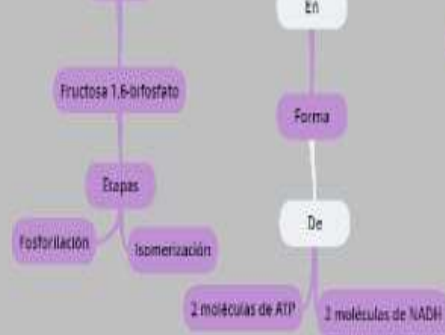 En
Fructosa 1,6-bifosfato
Forma
Etapas
De
Fosforilación
Isomerización
2 moléculas de ATP
2 moléculas de NADH